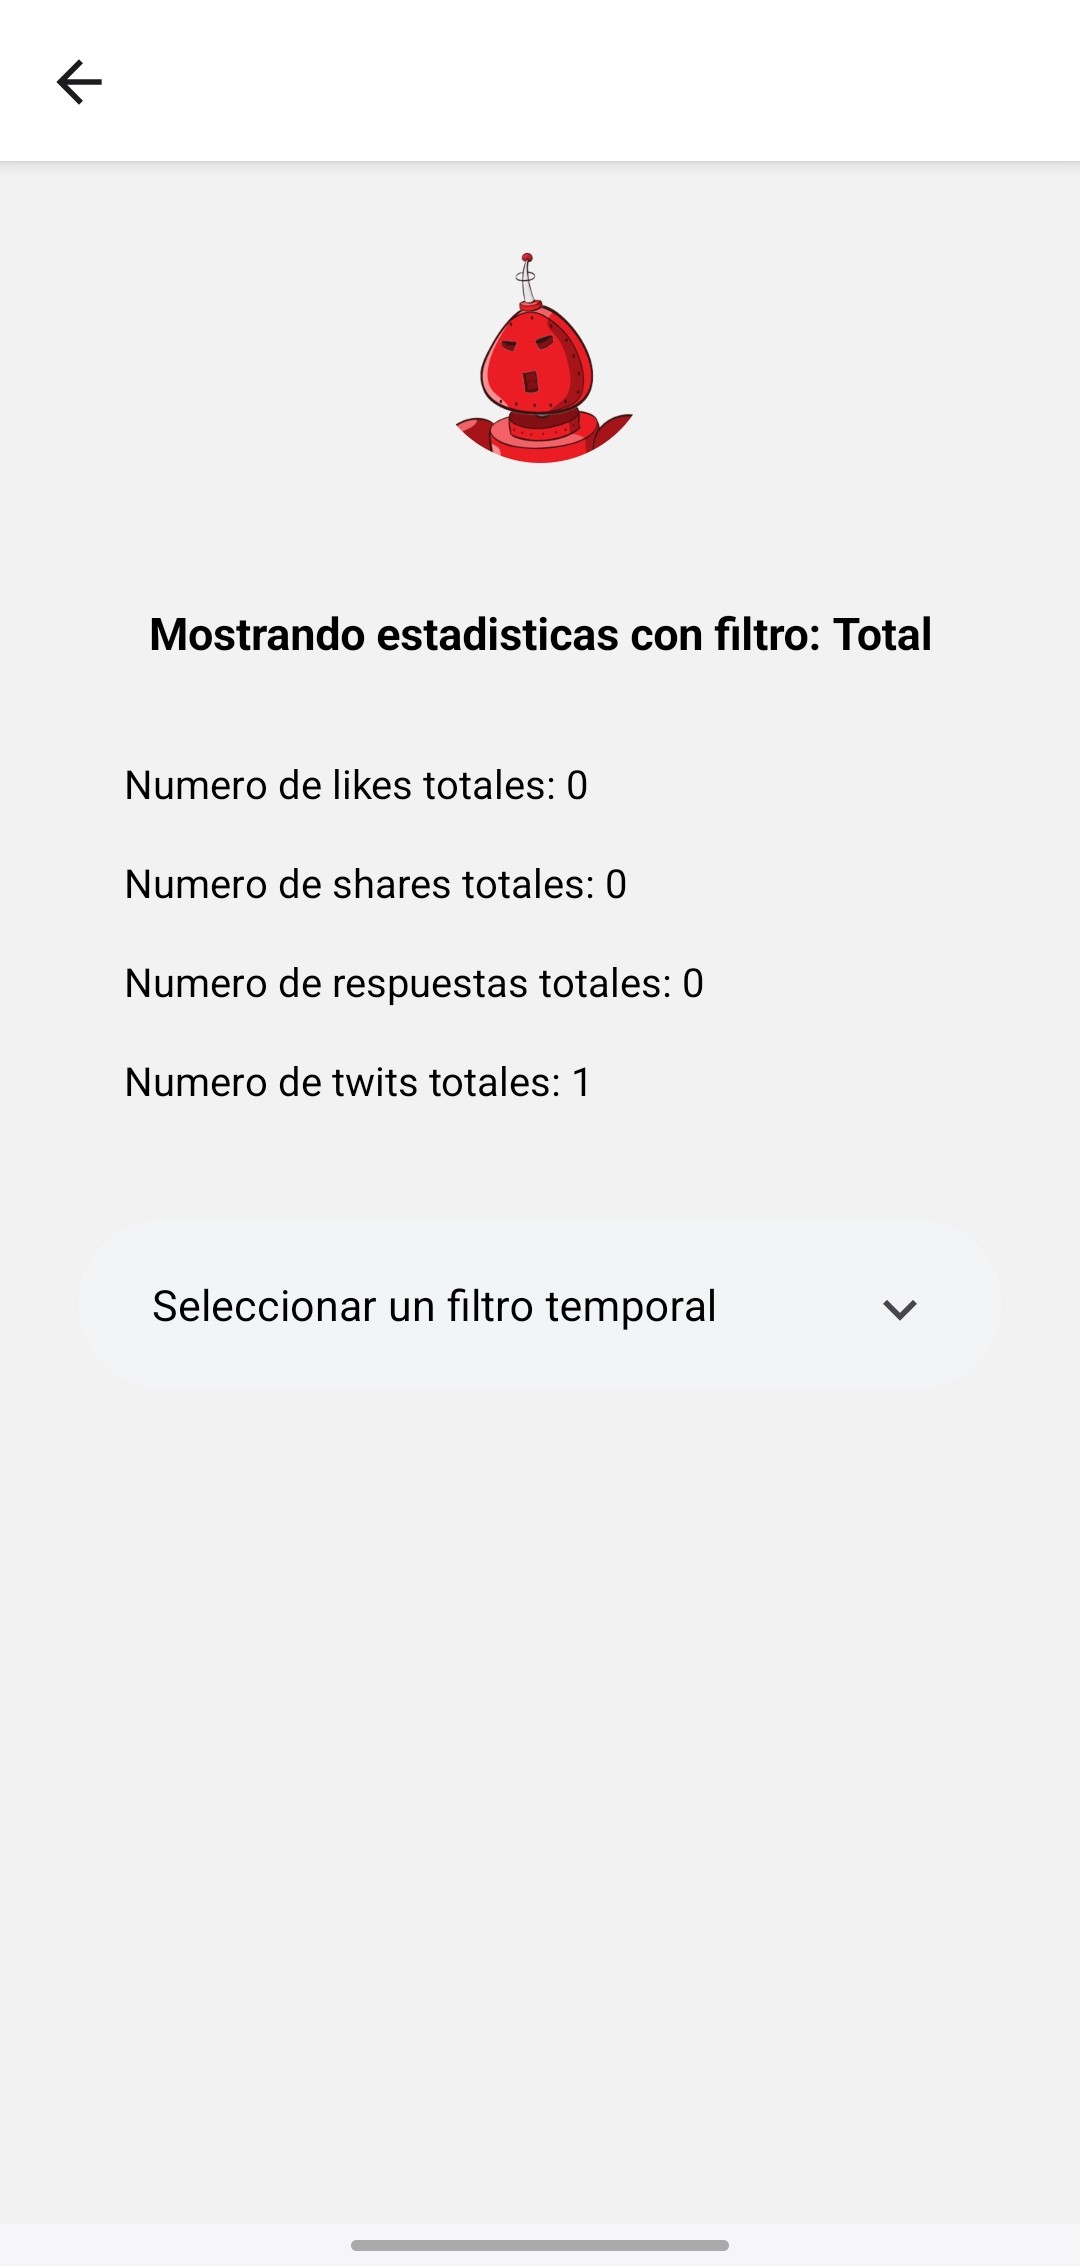 Mostrando estadisticas con filtro: Total
Numero de likes totales: 0
Numero de shares totales: 0
Numero de respuestas totales: 0
Numero de twits totales: 1
Seleccionar un filtro temporal